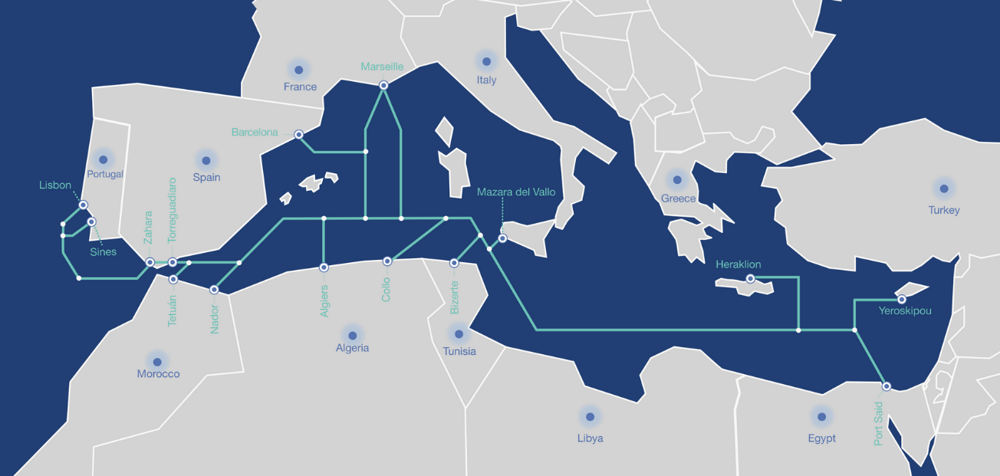 Marseille
France
Italy
Barcelona
Portugal
Spain
Lisbon
Torreguadiaro
Mazara del Vallo
Greece
Turkey
Zahara
Sines
Heraklion
Tetuán
Nador
Algiers
Collo
Bizerte
Yeroskipou
Algeria
Tunisia
Morocco
Port Said
Libya
Egypt